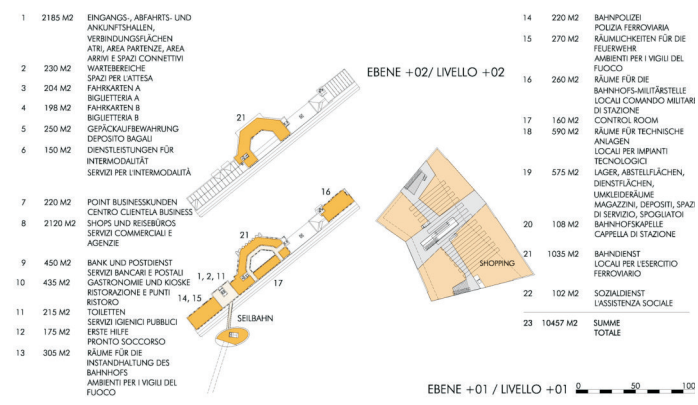 1 2185 M2 EINGANGS-, ABFAHRTS- UND
ANKUNFTSHALLEN,
VERBINDUNGSFLÄCHEN
ATRI, AREA PARTENZE, AREA
ARRIVI E SPAZI CONNETTIVI
2 230 M2 WARTEBEREICHE
SPAZI PER L'ATTESA
3 204 M2 FAHRKARTEN A
BIGLIETTERIA A
4 198 M2 FAHRKARTEN B
BIGLIETTERIA B
5 250 M2 GEPÄCKAUFBEWAHRUNG
DEPOSITO BAGALI
6 150 M2 DIENSTLEISTUNGEN FÜR
INTERMODALITÄT
SERVIZI PER L'INTERMODALITÀ
7 220 M2 POINT BUSINESSKUNDEN
CENTRO CLIENTELA BUSINESS
8 2120 M2 SHOPS UND REISEBÜROS
SERVIZI COMMERCIALI E
AGENZIE
9 450 M2 BANK UND POSTDIENST
SERVIZI BANCARI E POSTALI
10 435 M2 GASTRONOMIE UND KIOSKE
RISTORAZIONE E PUNTI
RISTORO
11 215 M2 TOILETTEN
SERVIZI IGIENICI PUBBLICI
12 175 M2 ERSTE HILFE
PRONTO SOCCORSO
13 305 M2 RÄUME FÜR DIE
INSTANDHALTUNG DES
BAHNHOFS
AMBIENTI PER I VIGILI DEL
FUOCO
EBENE +02/ LIVELLO +02
21
16
21
1, 2, 11
17
14, 15
SEILBAHN
SHOPPING
EBENE +01 / LIVELLO +01
0 50 100
14 220 M2 BAHNPOLIZEI
POLIZIA FERROVIARIA
15 270 M2 RÄUMLICHKEITEN FÜR DIE
FEUERWEHR
AMBIENTI PER I VIGILI DEL
FUOCO
16 260 M2 RÄUME FÜR DIE
BAHNHOFS-MILITÄRSTELLE
LOCALI COMANDO MILITARE
DI STAZIONE
17 160 M2 CONTROL ROOM
18 590 M2 RÄUME FÜR TECHNISCHE
ANLAGEN
LOCALI PER IMPIANTI
TECNOLOGICI
19 575 M2 LAGER, ABSTELLFLÄCHEN,
DIENSTFLÄCHEN,
UMKLEIDERÄUME
MAGAZZINI, DEPOSITI, SPAZI
DI SERVIZIO, SPOGLIATOI
20 108 M2 BAHNHOFSKAPELLE
CAPPELLA DI STAZIONE
21 1035 M2 BAHNDIENST
LOCALI PER L'ESERCITO
FERROVIARIO
22 102 M2 SOZIALDIENST
L'ASSISTENZA SOCIALE
23 10457 M2 SUMME
TOTALE